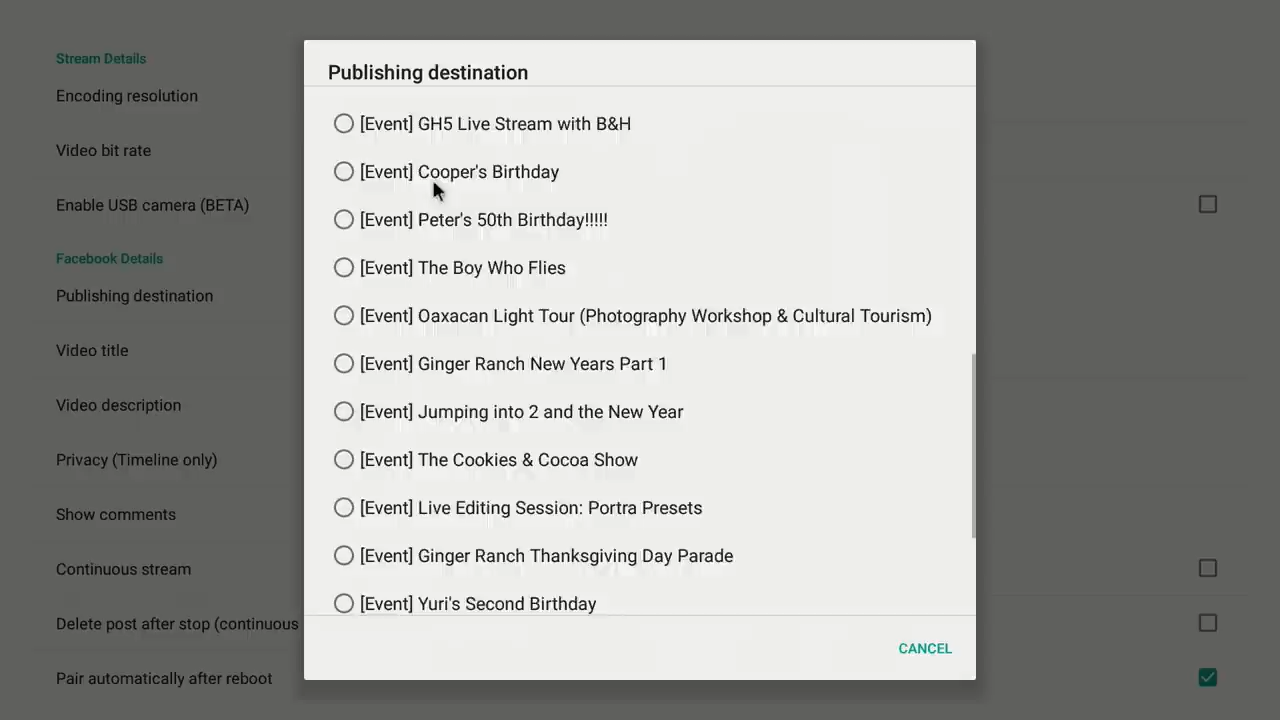 Publishing destination
[Event] GH5 Live Stream with B&H
[Event] Cooper's Birthday
[Event] Peter's 50th Birthday!!!!!
[Event] The Boy Who Flies
[Event] Oaxacan Light Tour (Photography Workshop & Cultural Tourism)
[Event] Ginger Ranch New Years Part 1
[Event] Jumping into 2 and the New Year
[Event] The Cookies & Cocoa Show
[Event] Live Editing Session: Portra Presets
[Event] Ginger Ranch Thanksgiving Day Parade
[Event] Yuri's Second Birthday
CANCEL
Stream Details
Encoding resolution
Video bit rate
Enable USB camera (BETA)
Facebook Details
Publishing destination
Video title
Video description
Privacy (Timeline only)
Show comments
Continuous stream
Delete post after stop (continuous
Pair automatically after reboot